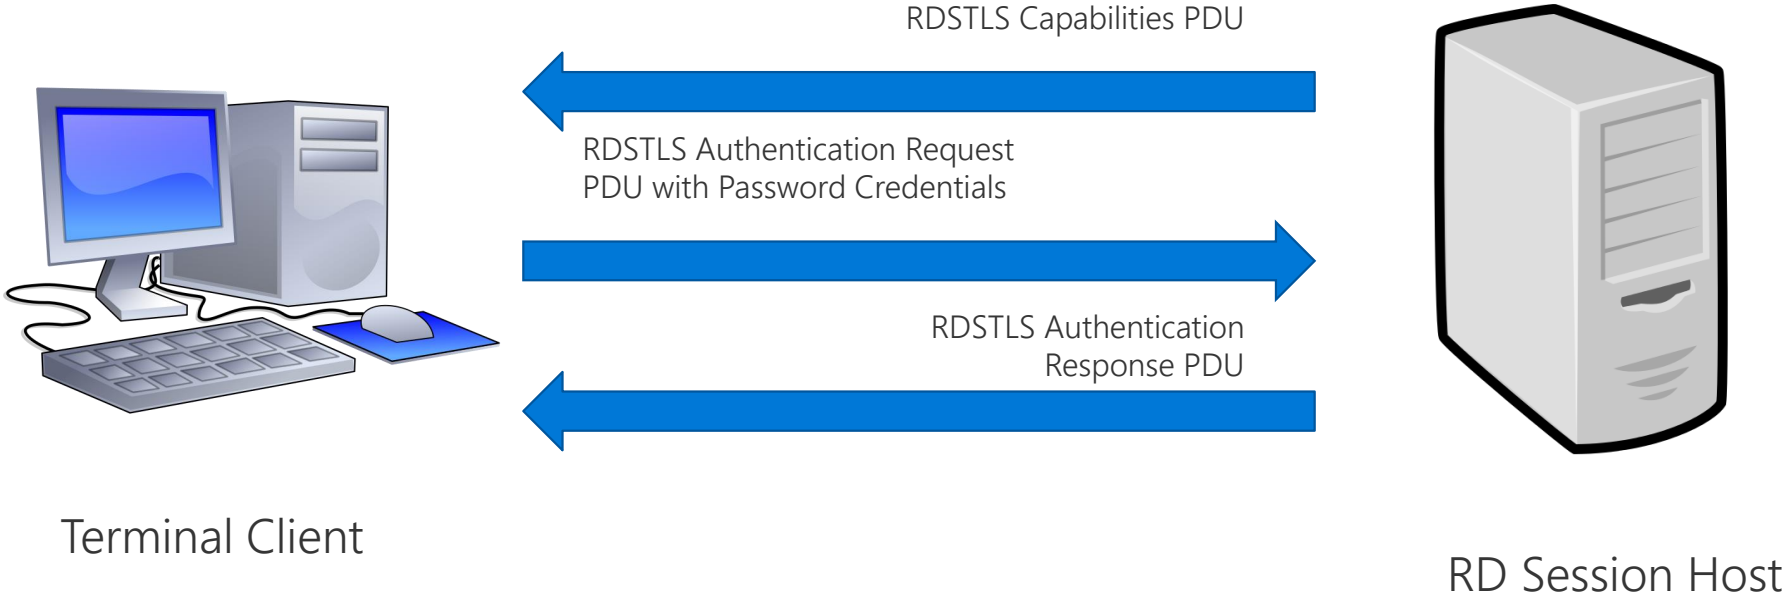 RDSTLS Capabilities PDU
RDSTLS Authentication Request
PDU with Password Credentials
RDSTLS Authentication
Response PDU
Terminal Client
RD Session Host